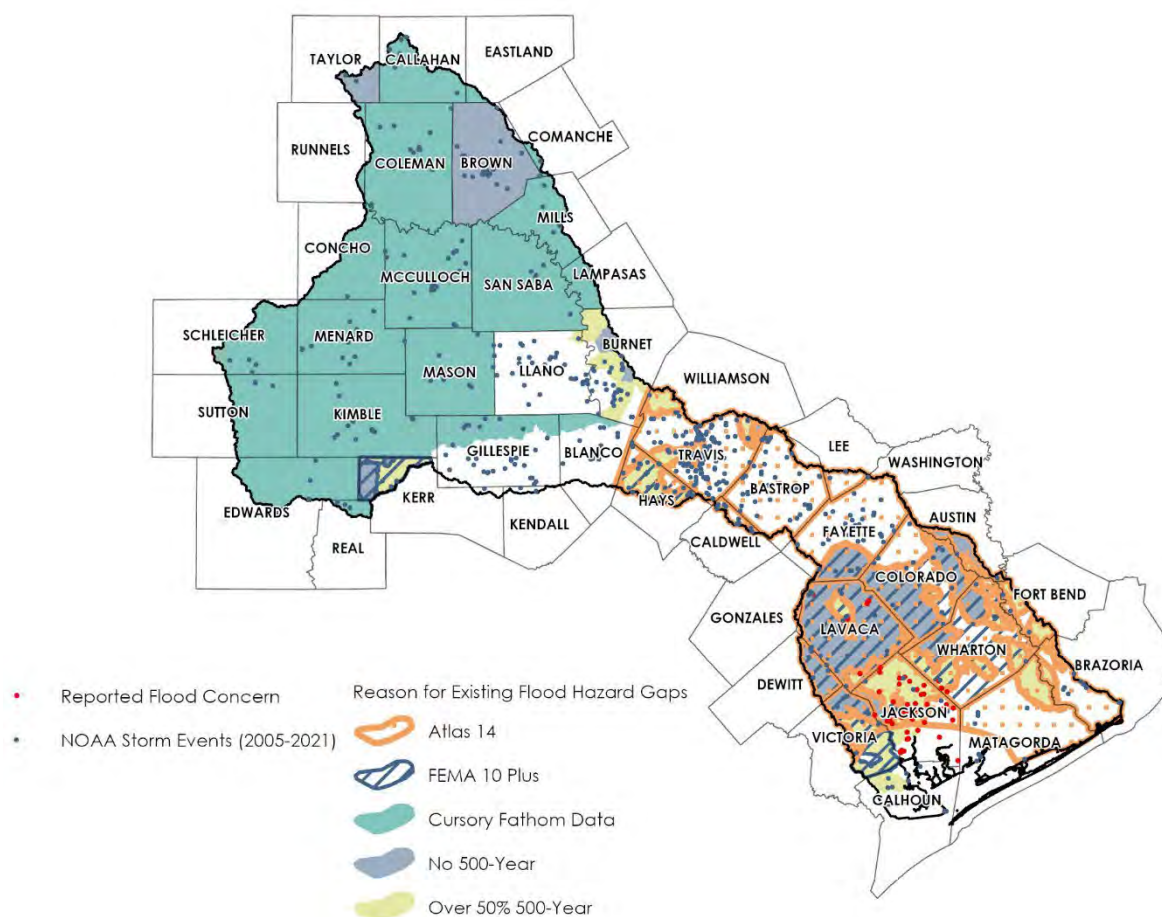 EASTLAND
TAYLOR
CALLAHAN
COMANCHE
RUNNELS
COLEMAN
BROWN
MILLS
CONCHO
MCCULLOCH
SAN SABA
LAMPASAS
SCHLEICHER
MENARD
BURNET
LLANO
MASON
WILLIAMSON
SUTTON
KIMBLE
LEE
GILLESPIE
BLANCO
TRAVIS
WASHINGTON
BASTROP
KERR
HAYS
EDWARDS
KENDALL
AUSTIN
FAYETTE
REAL
CALDWELL
COLORADO
FORT BEND
GONZALES
LAVACA
WHARTON
BRAZORIA
DEWITT
JACKSON
VICTORIA
MATAGORDA
CALHOUN
Reported Flood Concern
NOAA Storm Events (2005-2021)
Reason for Existing Flood Hazard Gaps
Atlas 14
FEMA 10 Plus
Cursory Fathom Data
No 500-Year
Over 50% 500-Year